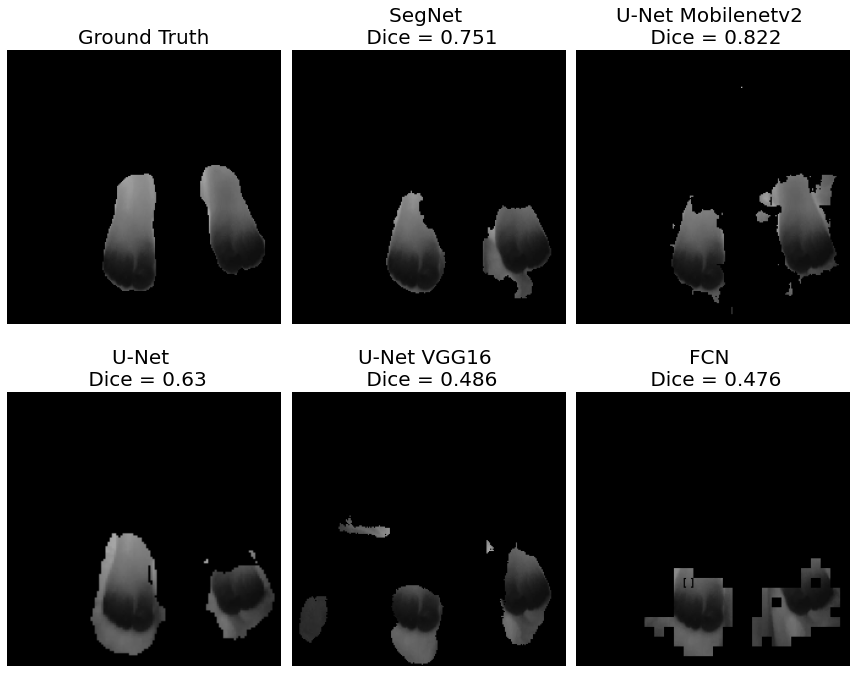 Ground Truth
SegNet
Dice = 0.751
U-Net Mobilenetv2
Dice = 0.822
U-Net
Dice = 0.63
U-Net VGG16
Dice = 0.486
FCN
Dice = 0.476